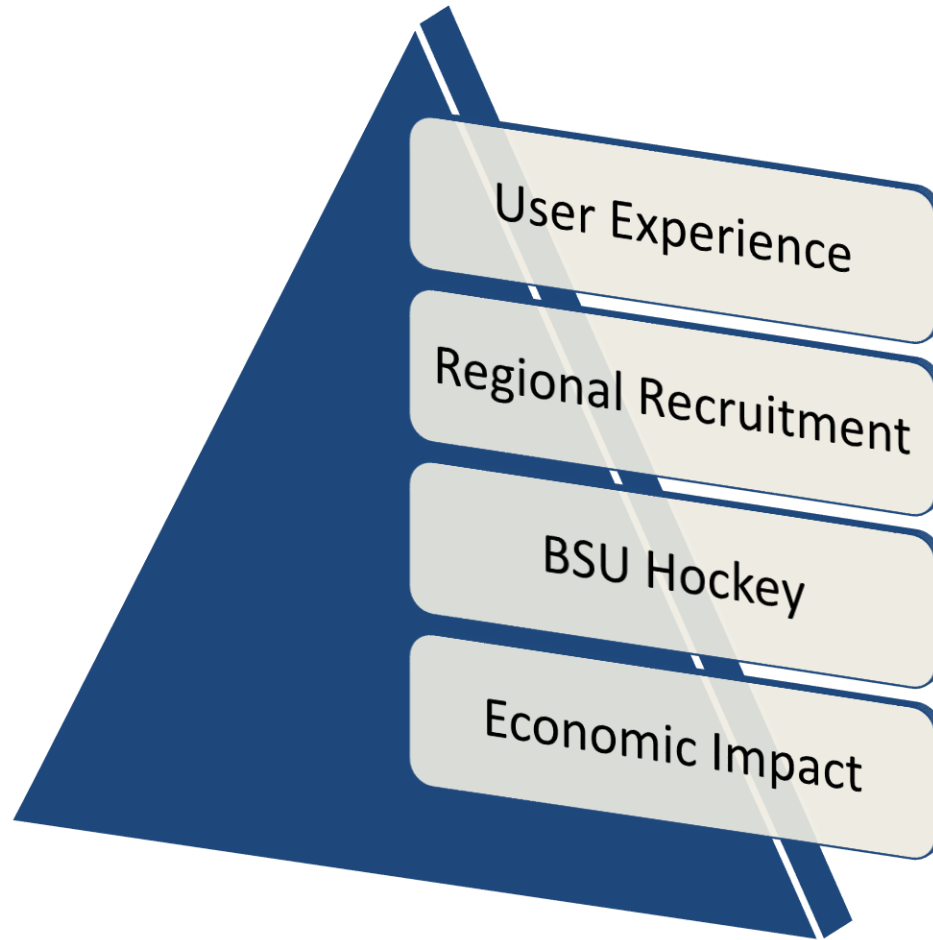 User Experience
Regional Recruitment
BSU Hockey
Economic Impact